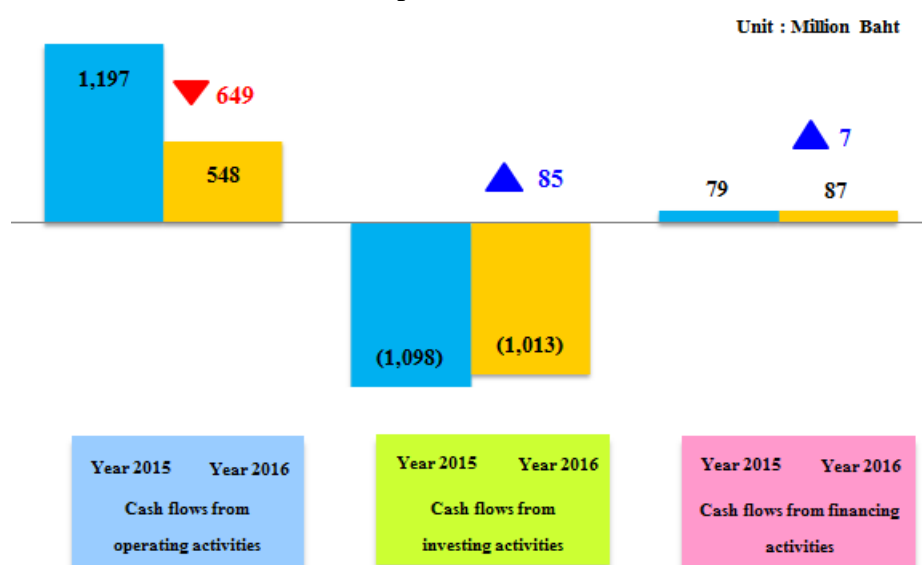 Unit : Million Baht
1,197
649
548
85
7
79
87
(1,098)
(1,013)
Year 2015 Year 2016
Cash flows from
operating activities
Year 2015 Year 2016
Cash flows from
investing activities
Year 2015 Year 2016
Cash flows from financing
activities